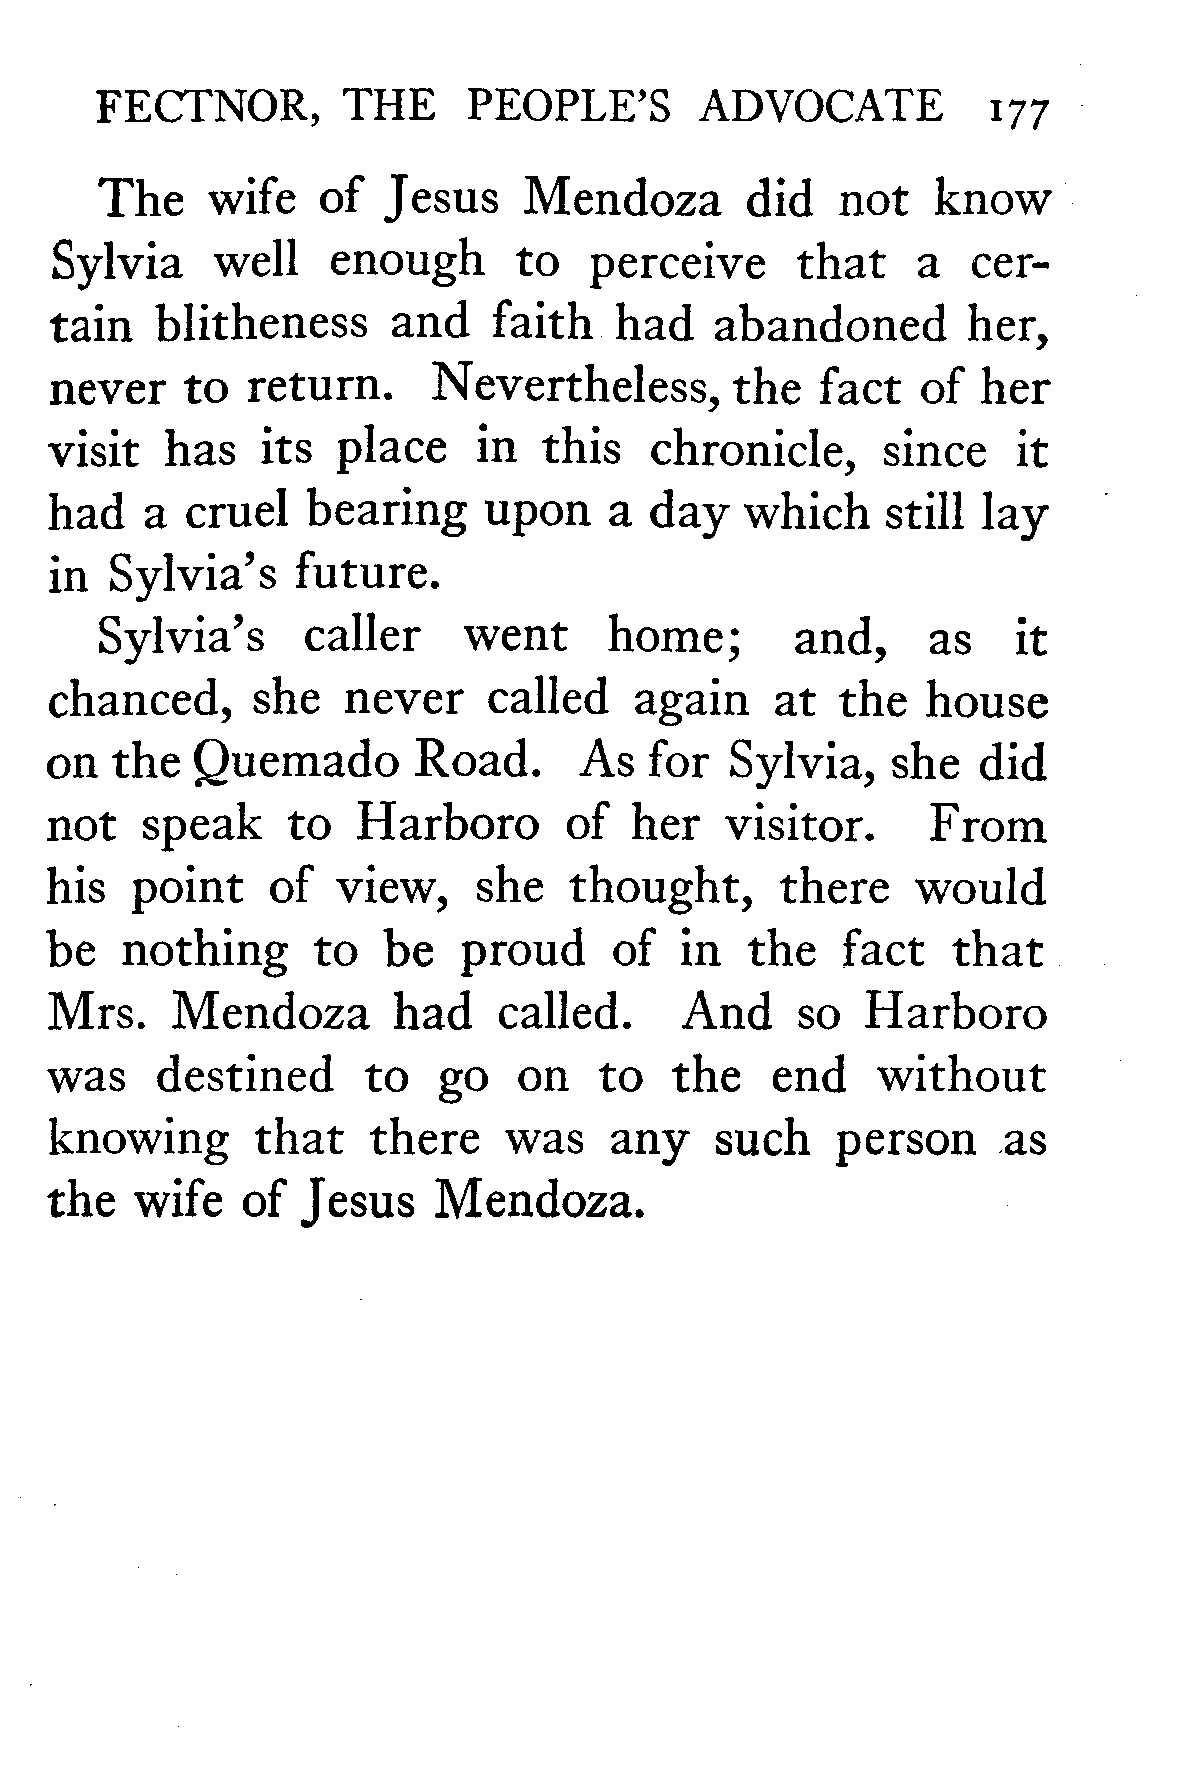 FECTNOR, THE PEOPLE'S ADVOCATE 177
The wife of Jesus Mendoza did not know
Sylvia well enough to perceive that a cer-
tain blitheness and faith had abandoned her,
never to return. Nevertheless, the fact of her
visit has its place in this chronicle, since it
had a cruel bearing upon a day which still lay
in Sylvia's future.
Sylvia's caller went home; and, as it
chanced, she never called again at the house
on the Quemado Road. As for Sylvia, she did
not speak to Harboro of her visitor. From
his point of view, she thought, there would
be nothing to be proud of in the fact that
Mrs. Mendoza had called. And so Harboro
was destined to go on to the end without
knowing that there was any such person as
the wife of Jesus Mendoza.